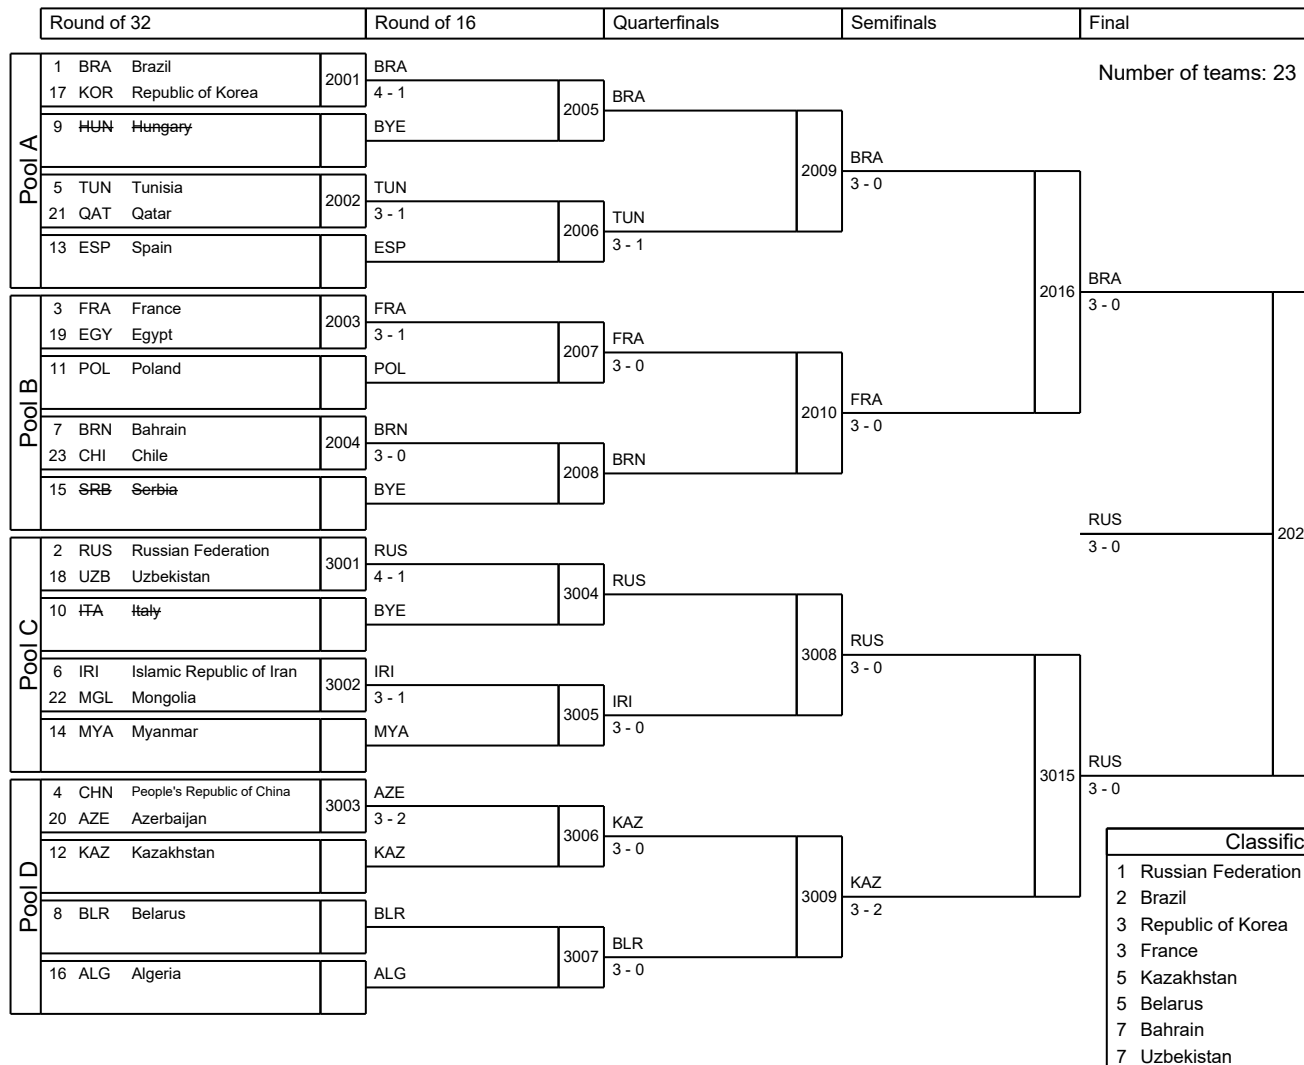 Round of 32 Round of 16 Quarterfinals Semifinals Final
Number of teams: 23
Pool A
1 BRA Brazil
17 KOR Republic of Korea
2001
9 HUN Hungary
5 TUN Tunisia
21 QAT Qatar
2002
13 ESP Spain
Pool B
3 FRA France
19 EGY Egypt
2003
11 POL Poland
7 BRN Bahrain
23 CHI Chile
2004
15 SRB Serbia
Pool C
2 RUS Russian Federation
18 UZB Uzbekistan
3001
10 ITA Italy
6 IRI Islamic Republic of Iran
22 MGL Mongolia
3002
14 MYA Myanmar
Pool D
4 CHN People's Republic of China
20 AZE Azerbaijan
3003
12 KAZ Kazakhstan
8 BLR Belarus
16 ALG Algeria
BRA
4 - 1
BYE
2005
TUN
3 - 1
ESP
2006
FRA
3 - 1
POL
2007
BRN
3 - 0
BYE
2008
RUS
4 - 1
BYE
3004
IRI
3 - 1
MYA
3005
AZE
3 - 2
KAZ
3006
BLR
ALG
3007
BRA
2009
TUN
3 - 1
FRA
3 - 0
2010
BRN
RUS
3008
IRI
3 - 0
KAZ
3 - 0
3009
BLR
3 - 0
BRA
3 - 0
2016
FRA
3 - 0
RUS
3 - 0
3015
KAZ
3 - 2
BRA
3 - 0
RUS
3 - 0
202
RUS
3 - 0
Classific
1 Russian Federation
2 Brazil
3 Republic of Korea
3 France
5 Kazakhstan
5 Belarus
7 Bahrain
7 Uzbekistan